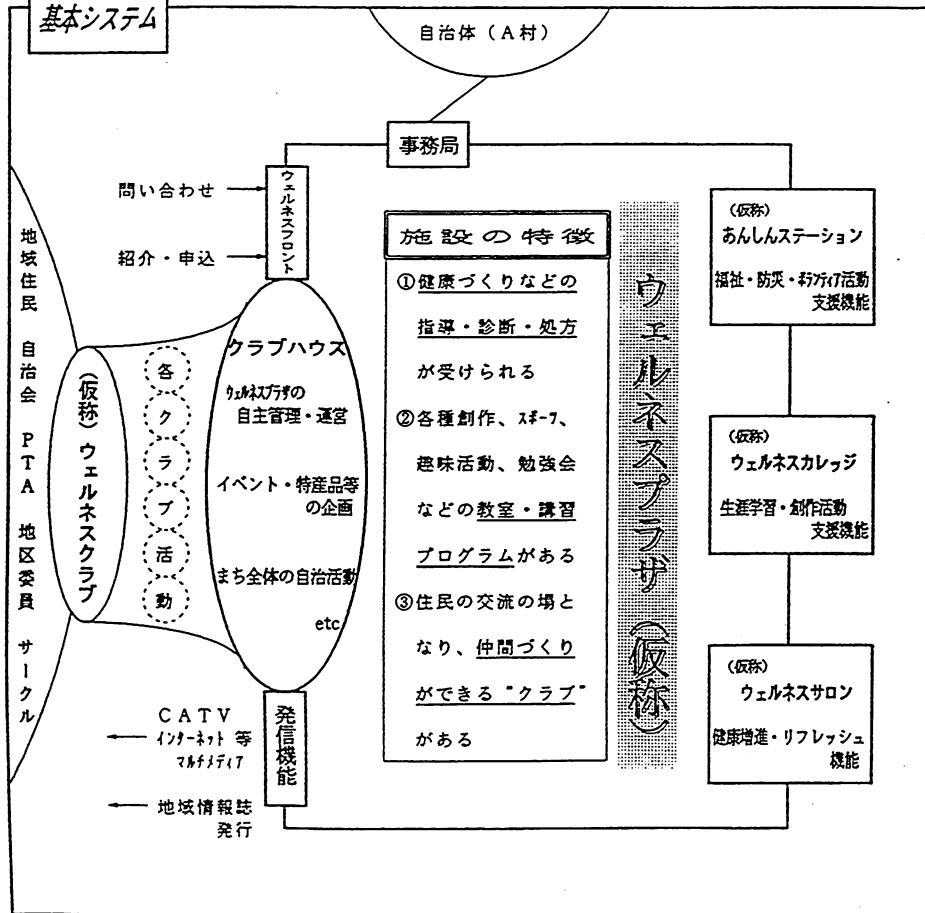 基本システム
自治体(A村)
事務局
ウェルネスフロント
問い合わせ
紹介・申込
地域住民 自治会 PTA 地区委員 サークル
(仮称)ウェルネスクラブ
各クラブ活動
クラブハウス
ウェルネスプラザの
自主管理・運営
イベント・特産品等
の企画
まち全体の自治活動
etc
発信機能
CATV
インターネット 等
マルチメディア
地域情報誌
発行
施設の特徴
①健康づくりなどの
指導・診断・処方
が受けられる
②各種創作、スポーツ、
趣味活動、勉強会
などの教室・講習
プログラムがある
③住民の交流の場と
なり、仲間づくり
ができる"クラブ"
がある
ウェルネスプラザ(仮称)
(仮称)
あんしんステーション
福祉・防災・ボランティア活動
支援機能
(仮称)
ウェルネスカレッジ
生涯学習・創作活動
支援機能
(仮称)
ウェルネスサロン
健康増進・リフレッシュ
機能